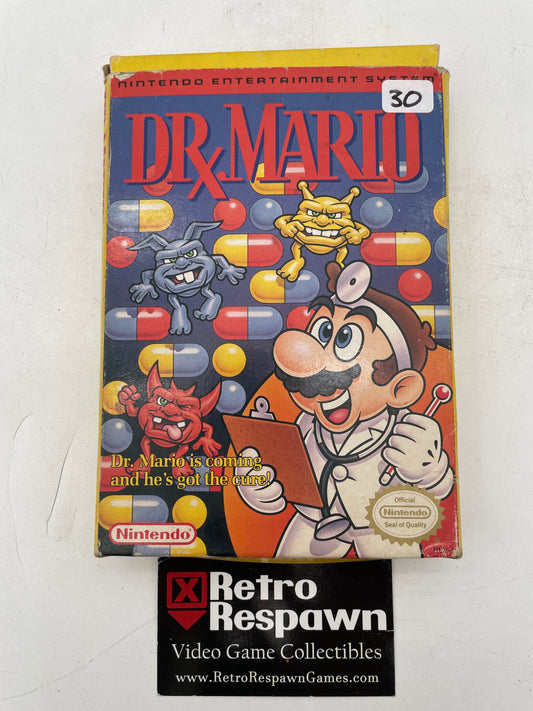 NINTENDO ENTERTAINMENT SYSTEM
30
DRx.MARIO
Dr. Mario is coming
and he's got the cure!
Nintendo
Official
Nintendo
Seal of Quality
X Retro
Respawn
Video Game Collectibles
www.RetroRespawnGames.com